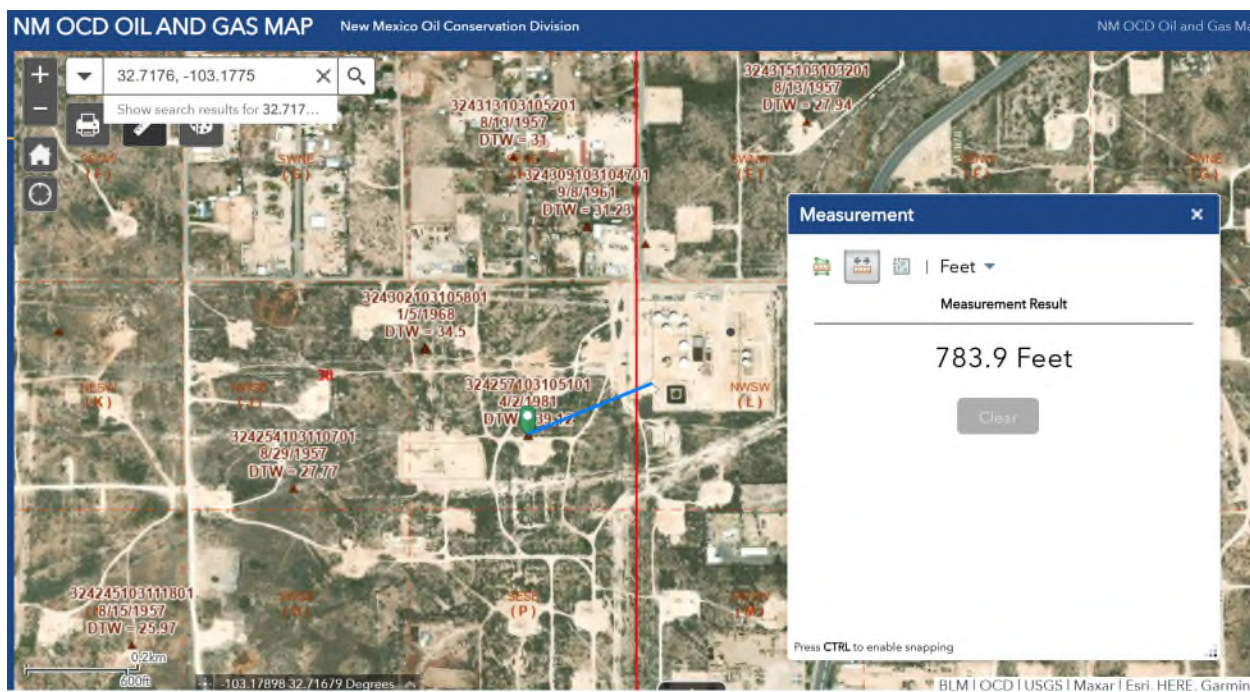 NM OCD OIL AND GAS MAP
New Mexico Oil Conservation Division
NM OCD Oil and Gas Ma
32.7176, -103.1775
Show search results for 32.717...
324315103103201
8/13/1957
DTW = 27.94
324313103105201
8/13/1957
DTW = 31
324309103104701
9/8/1961
DTW = 31.23
SWNE
(G)
(F)
SWNE
(G)
324302103105801
1/5/1968
DTW = 34.5
324257103105101
4/2/1981
DTW = 39.12
NWSW
(L)
NESW
(K)
324254103110701
8/29/1957
DTW = 27.77
324245103111801
8/15/1957
DTW = 25.97
SESE
(P)
Measurement
Feet
Measurement Result
783.9 Feet
Clear
Press CTRL to enable snapping
0.2km
600ft
-103.17898 32.71679 Degrees
BLM | OCD | USGS | Maxar | Esri, HERE, Garmin